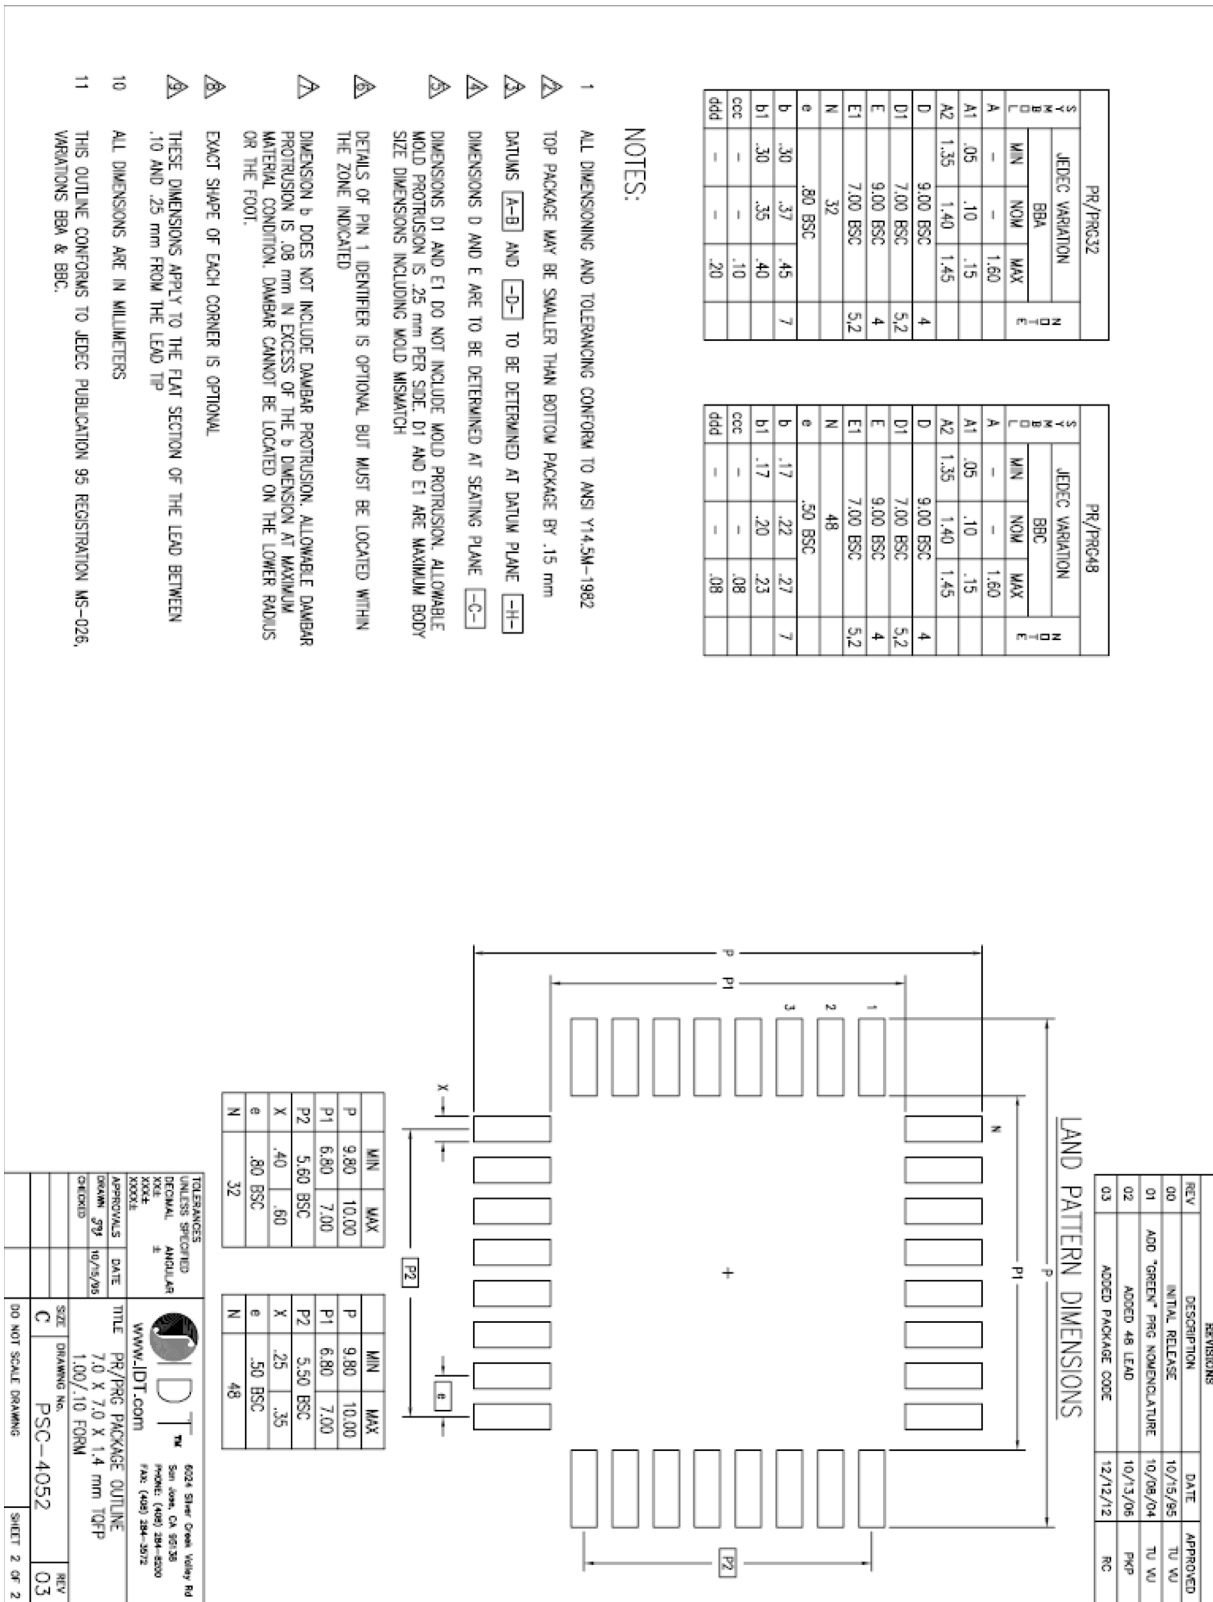 PR/PRG32
S Y M B O L JEDEC VARIATION N O T E
BBA
MIN NOM MAX
A – – 1.60
A1 .05 .10 .15
A2 1.35 1.40 1.45
D 9.00 BSC 4
D1 7.00 BSC 5,2
E 9.00 BSC 4
E1 7.00 BSC 5,2
N 32
e .80 BSC
b .30 .37 .45 7
b1 .30 .35 .40
ccc – – .10
ddd – – .20
PR/PRG48
S Y M B O L JEDEC VARIATION N O T E
BBC
MIN NOM MAX
A – – 1.60
A1 .05 .10 .15
A2 1.35 1.40 1.45
D 9.00 BSC 4
D1 7.00 BSC 5,2
E 9.00 BSC 4
E1 7.00 BSC 5,2
N 48
e .50 BSC
b .17 .22 .27 7
b1 .17 .20 .23
ccc – – .08
ddd – – .08
REVISIONS
REV DESCRIPTION DATE APPROVED
00 INITIAL RELEASE 10/15/95 TU VU
01 ADD "GREEN" PRG NOMENCLATURE 10/08/04 TU VU
02 ADDED 48 LEAD 10/13/06 PKP
03 ADDED PACKAGE CODE 12/12/12 RC
NOTES:
1 ALL DIMENSIONING AND TOLERANCING CONFORM TO ANSI Y14.5M-1982
2 TOP PACKAGE MAY BE SMALLER THAN BOTTOM PACKAGE BY .15 mm
3 DATUMS A-B AND -D- TO BE DETERMINED AT DATUM PLANE -H-
4 DIMENSIONS D AND E ARE TO BE DETERMINED AT SEATING PLANE -C-
5 DIMENSIONS D1 AND E1 DO NOT INCLUDE MOLD PROTRUSION. ALLOWABLE
MOLD PROTRUSION IS .25 mm PER SIDE. D1 AND E1 ARE MAXIMUM BODY
SIZE DIMENSIONS INCLUDING MOLD MISMATCH
6 DETAILS OF PIN 1 IDENTIFIER IS OPTIONAL BUT MUST BE LOCATED WITHIN
THE ZONE INDICATED
7 DIMENSION b DOES NOT INCLUDE DAMBAR PROTRUSION. ALLOWABLE DAMBAR
PROTRUSION IS .08 mm IN EXCESS OF THE b DIMENSION AT MAXIMUM
MATERIAL CONDITION. DAMBAR CANNOT BE LOCATED ON THE LOWER RADIUS
OR THE FOOT.
8 EXACT SHAPE OF EACH CORNER IS OPTIONAL
9 THESE DIMENSIONS APPLY TO THE FLAT SECTION OF THE LEAD BETWEEN
.10 AND .25 mm FROM THE LEAD TIP
10 ALL DIMENSIONS ARE IN MILLIMETERS
11 THIS OUTLINE CONFORMS TO JEDEC PUBLICATION 95 REGISTRATION MS-026,
VARIATIONS BBA & BBC.
LAND PATTERN DIMENSIONS
P
P1
N
1
2
3
P
P1
P2
e
X
P2
MIN MAX
P 9.80 10.00
P1 6.80 7.00
P2 5.60 BSC
X .40 .60
e .80 BSC
N 32
MIN MAX
P 9.80 10.00
P1 6.80 7.00
P2 5.50 BSC
X .25 .35
e .50 BSC
N 48
TOLERANCES
UNLESS SPECIFIED
DECIMAL ANGULAR
XX± ±
XXX±
XXXX±
APPROVALS DATE
DRAWN 10/15/95
CHECKED
IDT™
www.IDT.com
6024 Silver Creek Valley Rd
San Jose, CA 95138
PHONE: (408) 284-8200
FAX: (408) 284-3572
TITLE PR/PRG PACKAGE OUTLINE
7.0 X 7.0 X 1.4 mm TQFP
1.00/.10 FORM
SIZE DRAWING No. REV
C PSC-4052 03
DO NOT SCALE DRAWING SHEET 2 OF 2